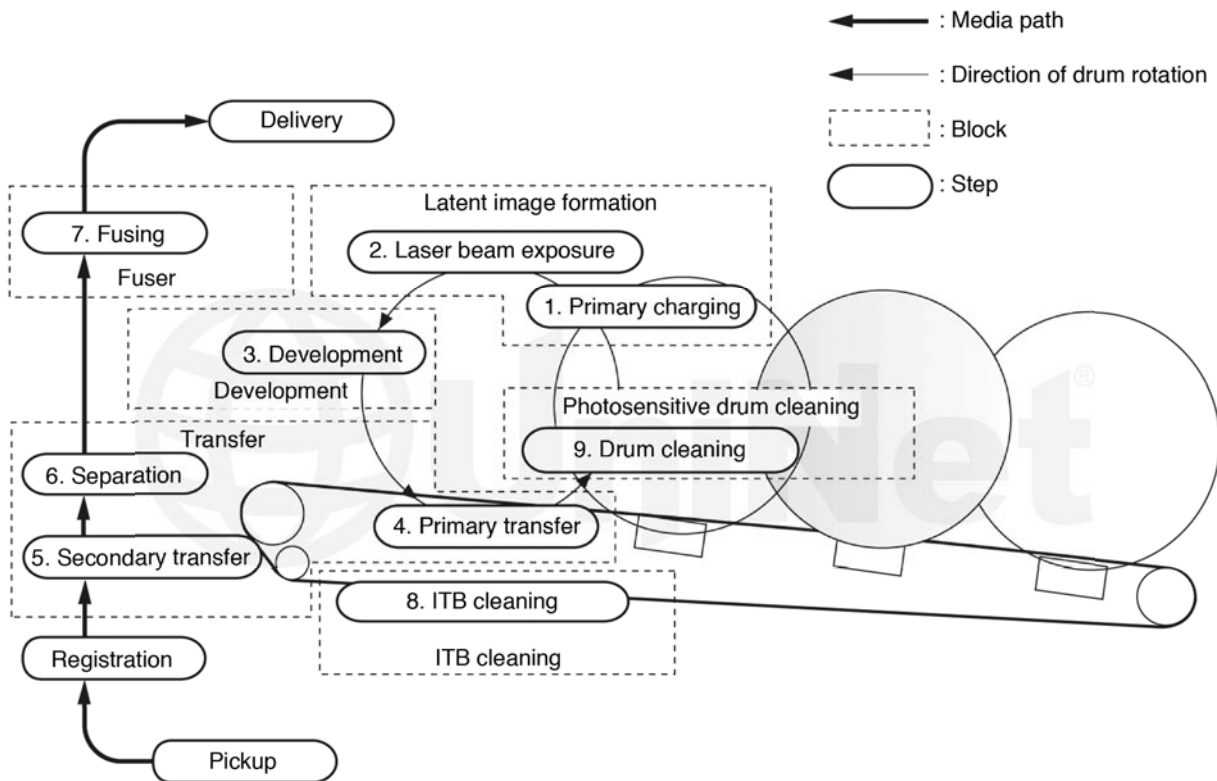 : Media path
: Direction of drum rotation
: Block
: Step
Delivery
Latent image formation
7. Fusing
2. Laser beam exposure
Fuser
1. Primary charging
3. Development
Development
Photosensitive drum cleaning
Transfer
9. Drum cleaning
6. Separation
4. Primary transfer
5. Secondary transfer
8. ITB cleaning
Registration
ITB cleaning
Pickup
UniNet®